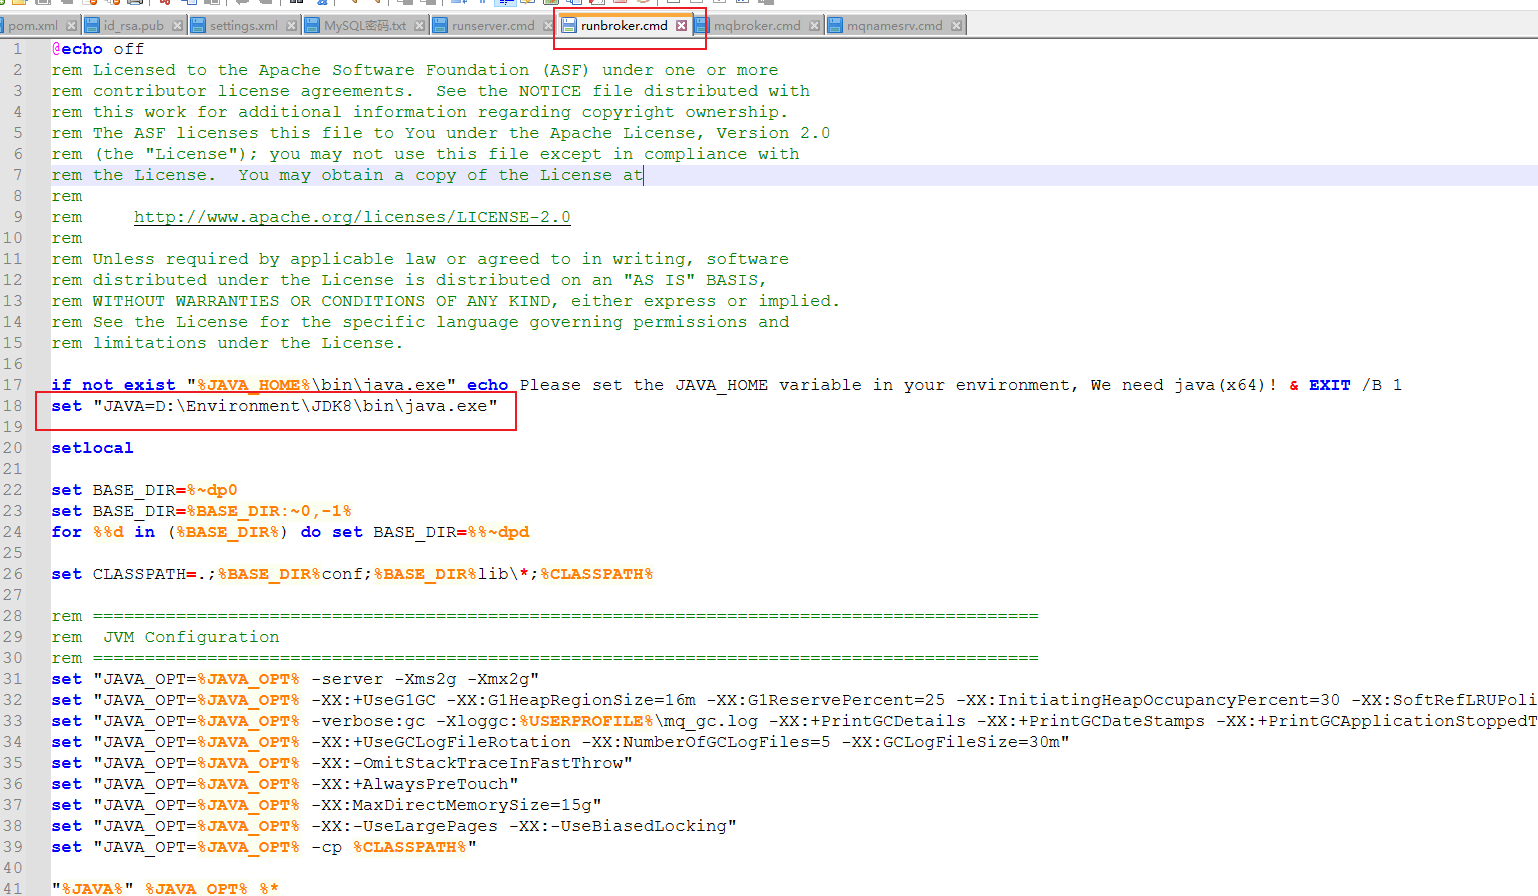 pom.xml id_rsa.pub settings.xml MySQL密码.txt runserver.cmd runbroker.cmd mqbroker.cmd mqnamesrv.cmd
1 @echo off
2 rem Licensed to the Apache Software Foundation (ASF) under one or more
3 rem contributor license agreements.  See the NOTICE file distributed with
4 rem this work for additional information regarding copyright ownership.
5 rem The ASF licenses this file to You under the Apache License, Version 2.0
6 rem (the "License"); you may not use this file except in compliance with
7 rem the License.  You may obtain a copy of the License at
8 rem
9 rem     http://www.apache.org/licenses/LICENSE-2.0
10 rem
11 rem Unless required by applicable law or agreed to in writing, software
12 rem distributed under the License is distributed on an "AS IS" BASIS,
13 rem WITHOUT WARRANTIES OR CONDITIONS OF ANY KIND, either express or implied.
14 rem See the License for the specific language governing permissions and
15 rem limitations under the License.
16
17 if not exist "%JAVA_HOME%\bin\java.exe" echo Please set the JAVA_HOME variable in your environment, We need java(x64)! & EXIT /B 1
18 set "JAVA=D:\Environment\JDK8\bin\java.exe"
19
20 setlocal
21
22 set BASE_DIR=%~dp0
23 set BASE_DIR=%BASE_DIR:~0,-1%
24 for %%d in (%BASE_DIR%) do set BASE_DIR=%%~dpd
25
26 set CLASSPATH=.;%BASE_DIR%conf;%BASE_DIR%lib\*;%CLASSPATH%
27
28 rem ===========================================================================================
29 rem  JVM Configuration
30 rem ===========================================================================================
31 set "JAVA_OPT=%JAVA_OPT% -server -Xms2g -Xmx2g"
32 set "JAVA_OPT=%JAVA_OPT% -XX:+UseG1GC -XX:G1HeapRegionSize=16m -XX:G1ReservePercent=25 -XX:InitiatingHeapOccupancyPercent=30 -XX:SoftRefLRUPoli
33 set "JAVA_OPT=%JAVA_OPT% -verbose:gc -Xloggc:%USERPROFILE%\mq_gc.log -XX:+PrintGCDetails -XX:+PrintGCDateStamps -XX:+PrintGCApplicationStoppedT
34 set "JAVA_OPT=%JAVA_OPT% -XX:+UseGCLogFileRotation -XX:NumberOfGCLogFiles=5 -XX:GCLogFileSize=30m"
35 set "JAVA_OPT=%JAVA_OPT% -XX:-OmitStackTraceInFastThrow"
36 set "JAVA_OPT=%JAVA_OPT% -XX:+AlwaysPreTouch"
37 set "JAVA_OPT=%JAVA_OPT% -XX:MaxDirectMemorySize=15g"
38 set "JAVA_OPT=%JAVA_OPT% -XX:-UseLargePages -XX:-UseBiasedLocking"
39 set "JAVA_OPT=%JAVA_OPT% -cp %CLASSPATH%"
40
41 "%JAVA%" %JAVA_OPT% %*